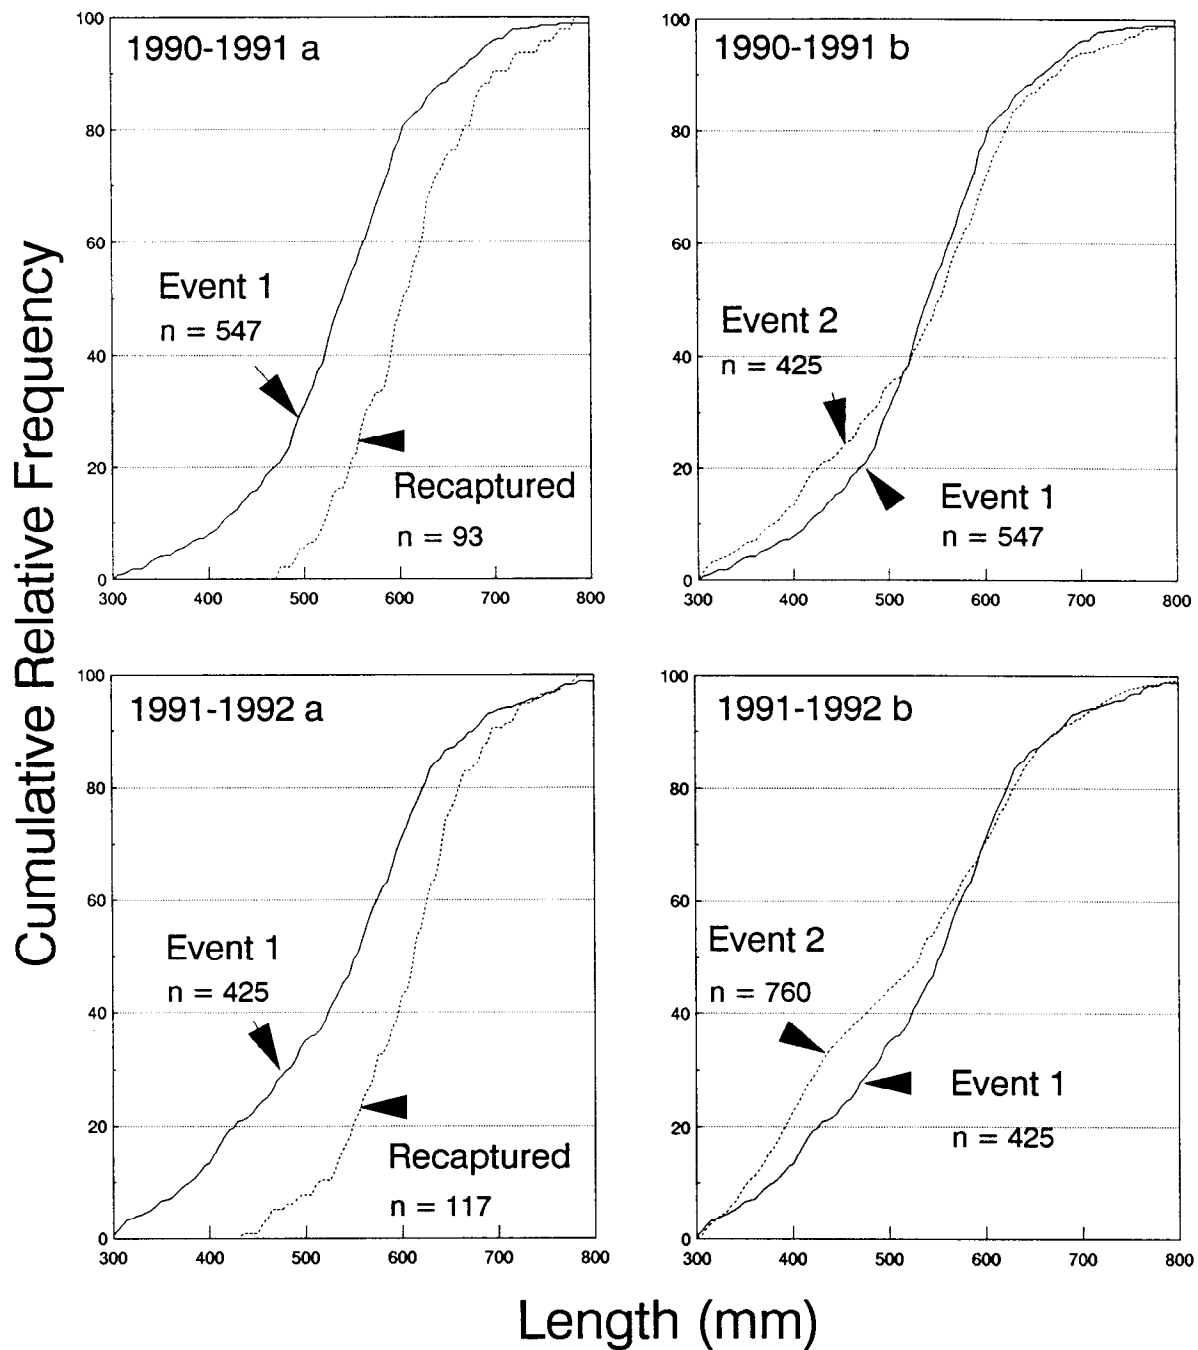 Cumulative Relative Frequency
1990-1991 a
100
80
60
40
20
0
Event 1
n = 547
Recaptured
n = 93
300 400 500 600 700 800
1990-1991 b
100
80
60
40
20
0
Event 2
n = 425
Event 1
n = 547
300 400 500 600 700 800
1991-1992 a
100
80
60
40
20
0
Event 1
n = 425
Recaptured
n = 117
300 400 500 600 700 800
1991-1992 b
100
80
60
40
20
0
Event 2
n = 760
Event 1
n = 425
300 400 500 600 700 800
Length (mm)